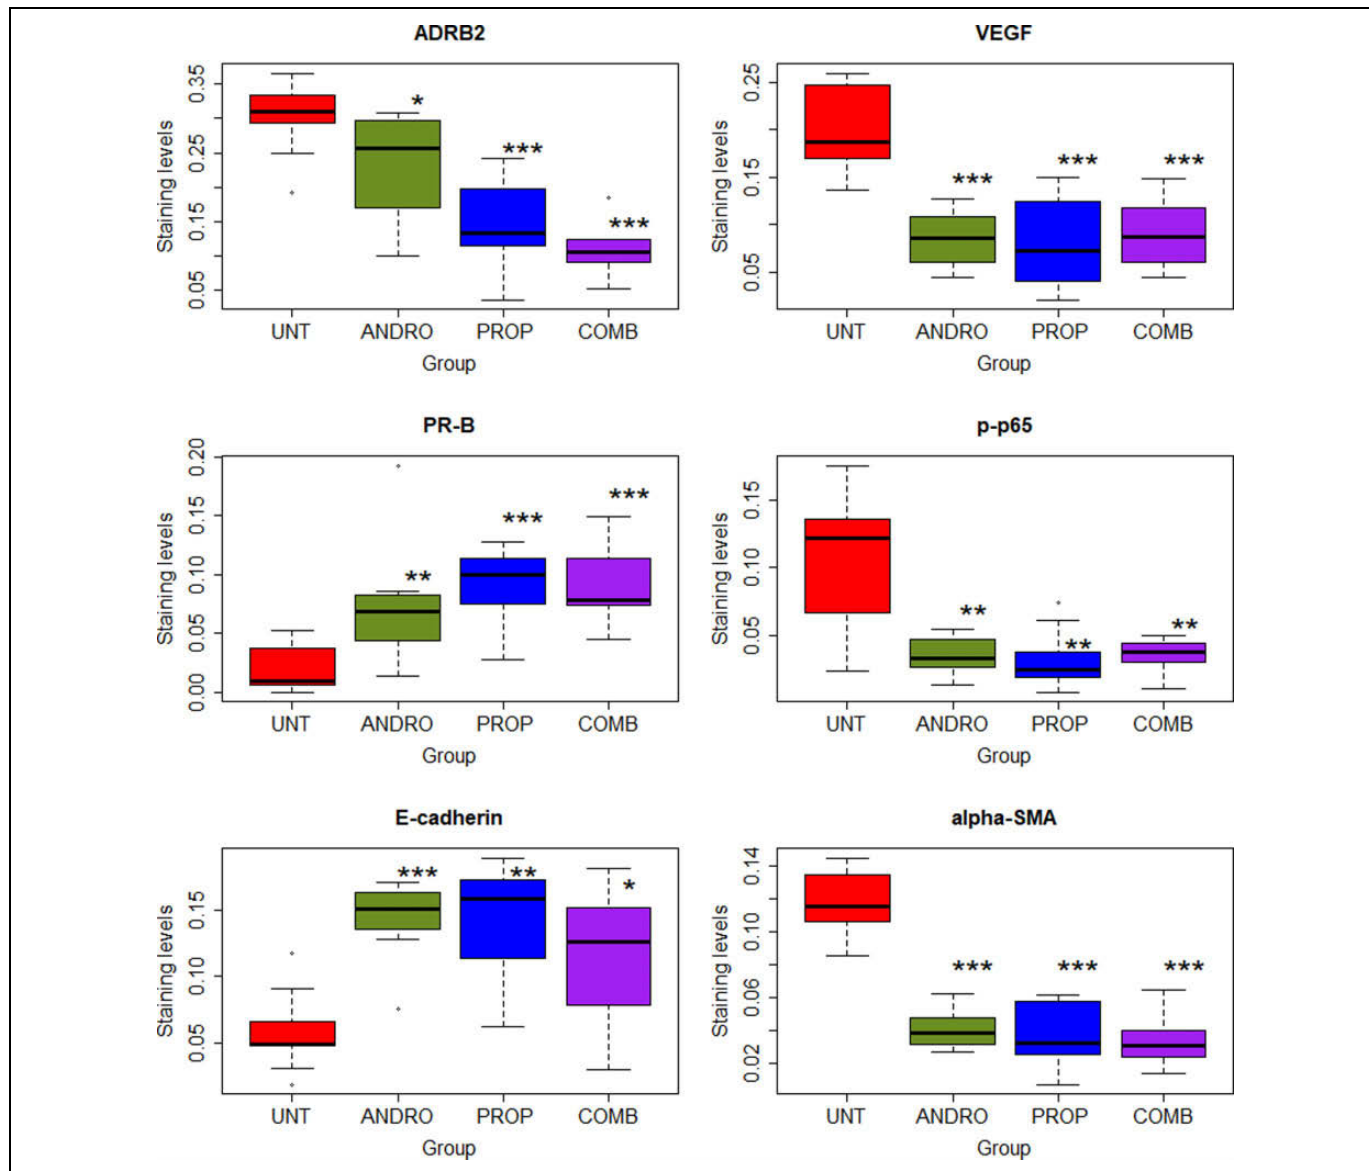 ADRB2
Staining levels
0.05 0.15 0.25 0.35
*
***
***
UNT ANDRO PROP COMB
Group
VEGF
Staining levels
0.05 0.15 0.25
***
***
***
UNT ANDRO PROP COMB
Group
PR-B
Staining levels
0.00 0.05 0.10 0.15 0.20
**
***
***
UNT ANDRO PROP COMB
Group
p-p65
Staining levels
0.05 0.10 0.15
**
**
**
UNT ANDRO PROP COMB
Group
E-cadherin
Staining levels
0.05 0.10 0.15
***
**
*
UNT ANDRO PROP COMB
Group
alpha-SMA
Staining levels
0.02 0.06 0.10 0.14
***
***
***
UNT ANDRO PROP COMB
Group